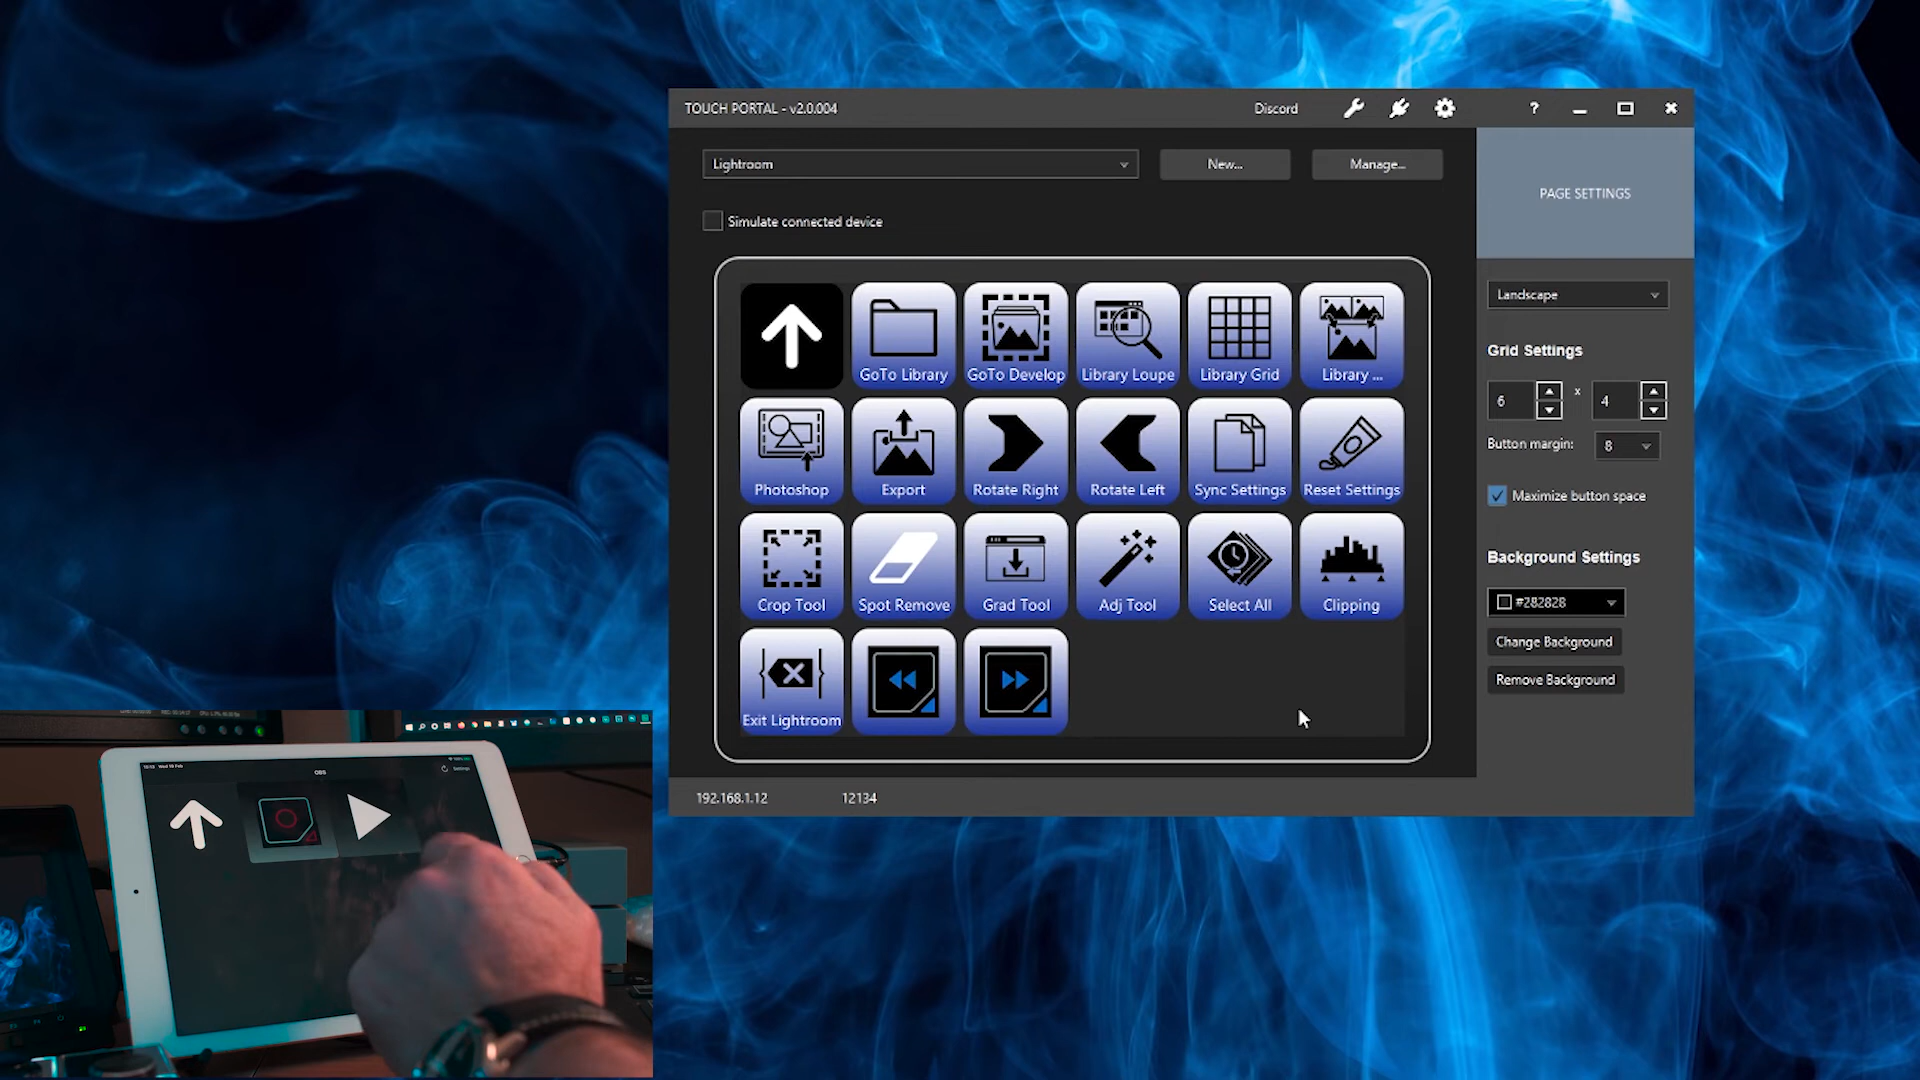 TOUCH PORTAL - v2.0.004
Discord
?
Lightroom
New...
Manage...
PAGE SETTINGS
Simulate connected device
Landscape
Grid Settings
6 x 4
Button margin: 8
Maximize button space
Background Settings
#282828
Change Background
Remove Background
GoTo Library
GoTo Develop
Library Loupe
Library Grid
Library ...
Photoshop
Export
Rotate Right
Rotate Left
Sync Settings
Reset Settings
Crop Tool
Spot Remove
Grad Tool
Adj Tool
Select All
Clipping
Exit Lightroom
192.168.1.12
12134
OBS
Settings